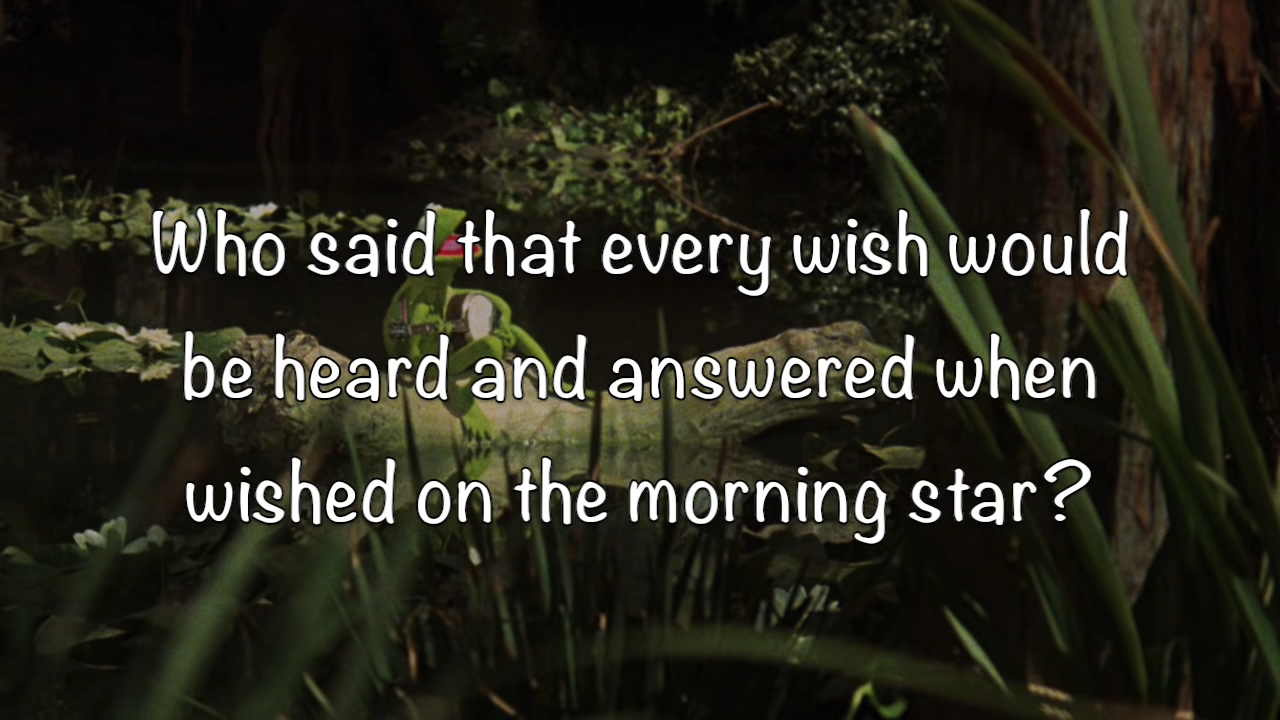 Who said that every wish would
be heard and answered when
wished on the morning star?